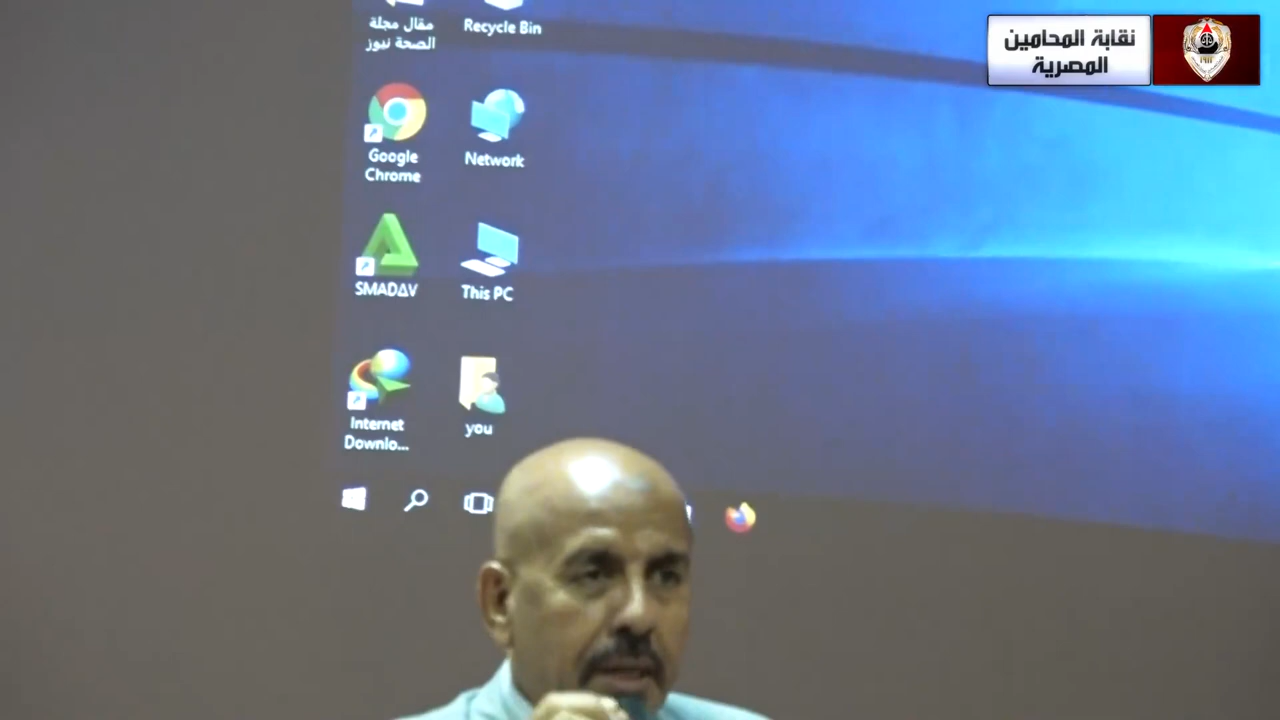 مقال مجلة
الصحة نيوز
Recycle Bin
نقابة المحامين
المصرية
Google
Chrome
Network
SMADAV
This PC
Internet
Downlo...
you